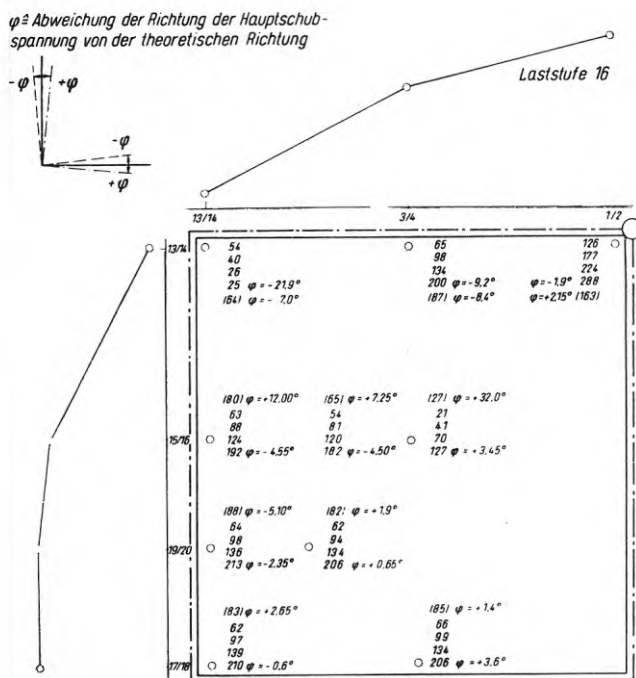 φ ≙ Abweichung der Richtung der Hauptschub-
spannung von der theoretischen Richtung
-φ +φ
-φ
+φ
Laststufe 16
13/14 3/4 1/2
13/14
54 65 126
40 98 177
26 134 224
25 φ = -21.9° 200 φ = -9.2° φ = -1.9° 288
(64) φ = - 7.0° (87) φ = -8.4° φ = +2.15° (163)
(80) φ = +12.00° (65) φ = +7.25° (27) φ = +32.0°
63 54 21
88 81 41
15/16 124 120 70
192 φ = -4.55° 182 φ = -4.50° 127 φ = +3.45°
(88) φ = -5.10° (82) φ = +1.9°
64 62
98 94
19/20 136 134
213 φ = -2.35° 206 φ = +0.65°
(83) φ = +2.65° (85) φ = +1.4°
62 66
97 99
139 134
17/18 210 φ = -0.6° 206 φ = +3.6°